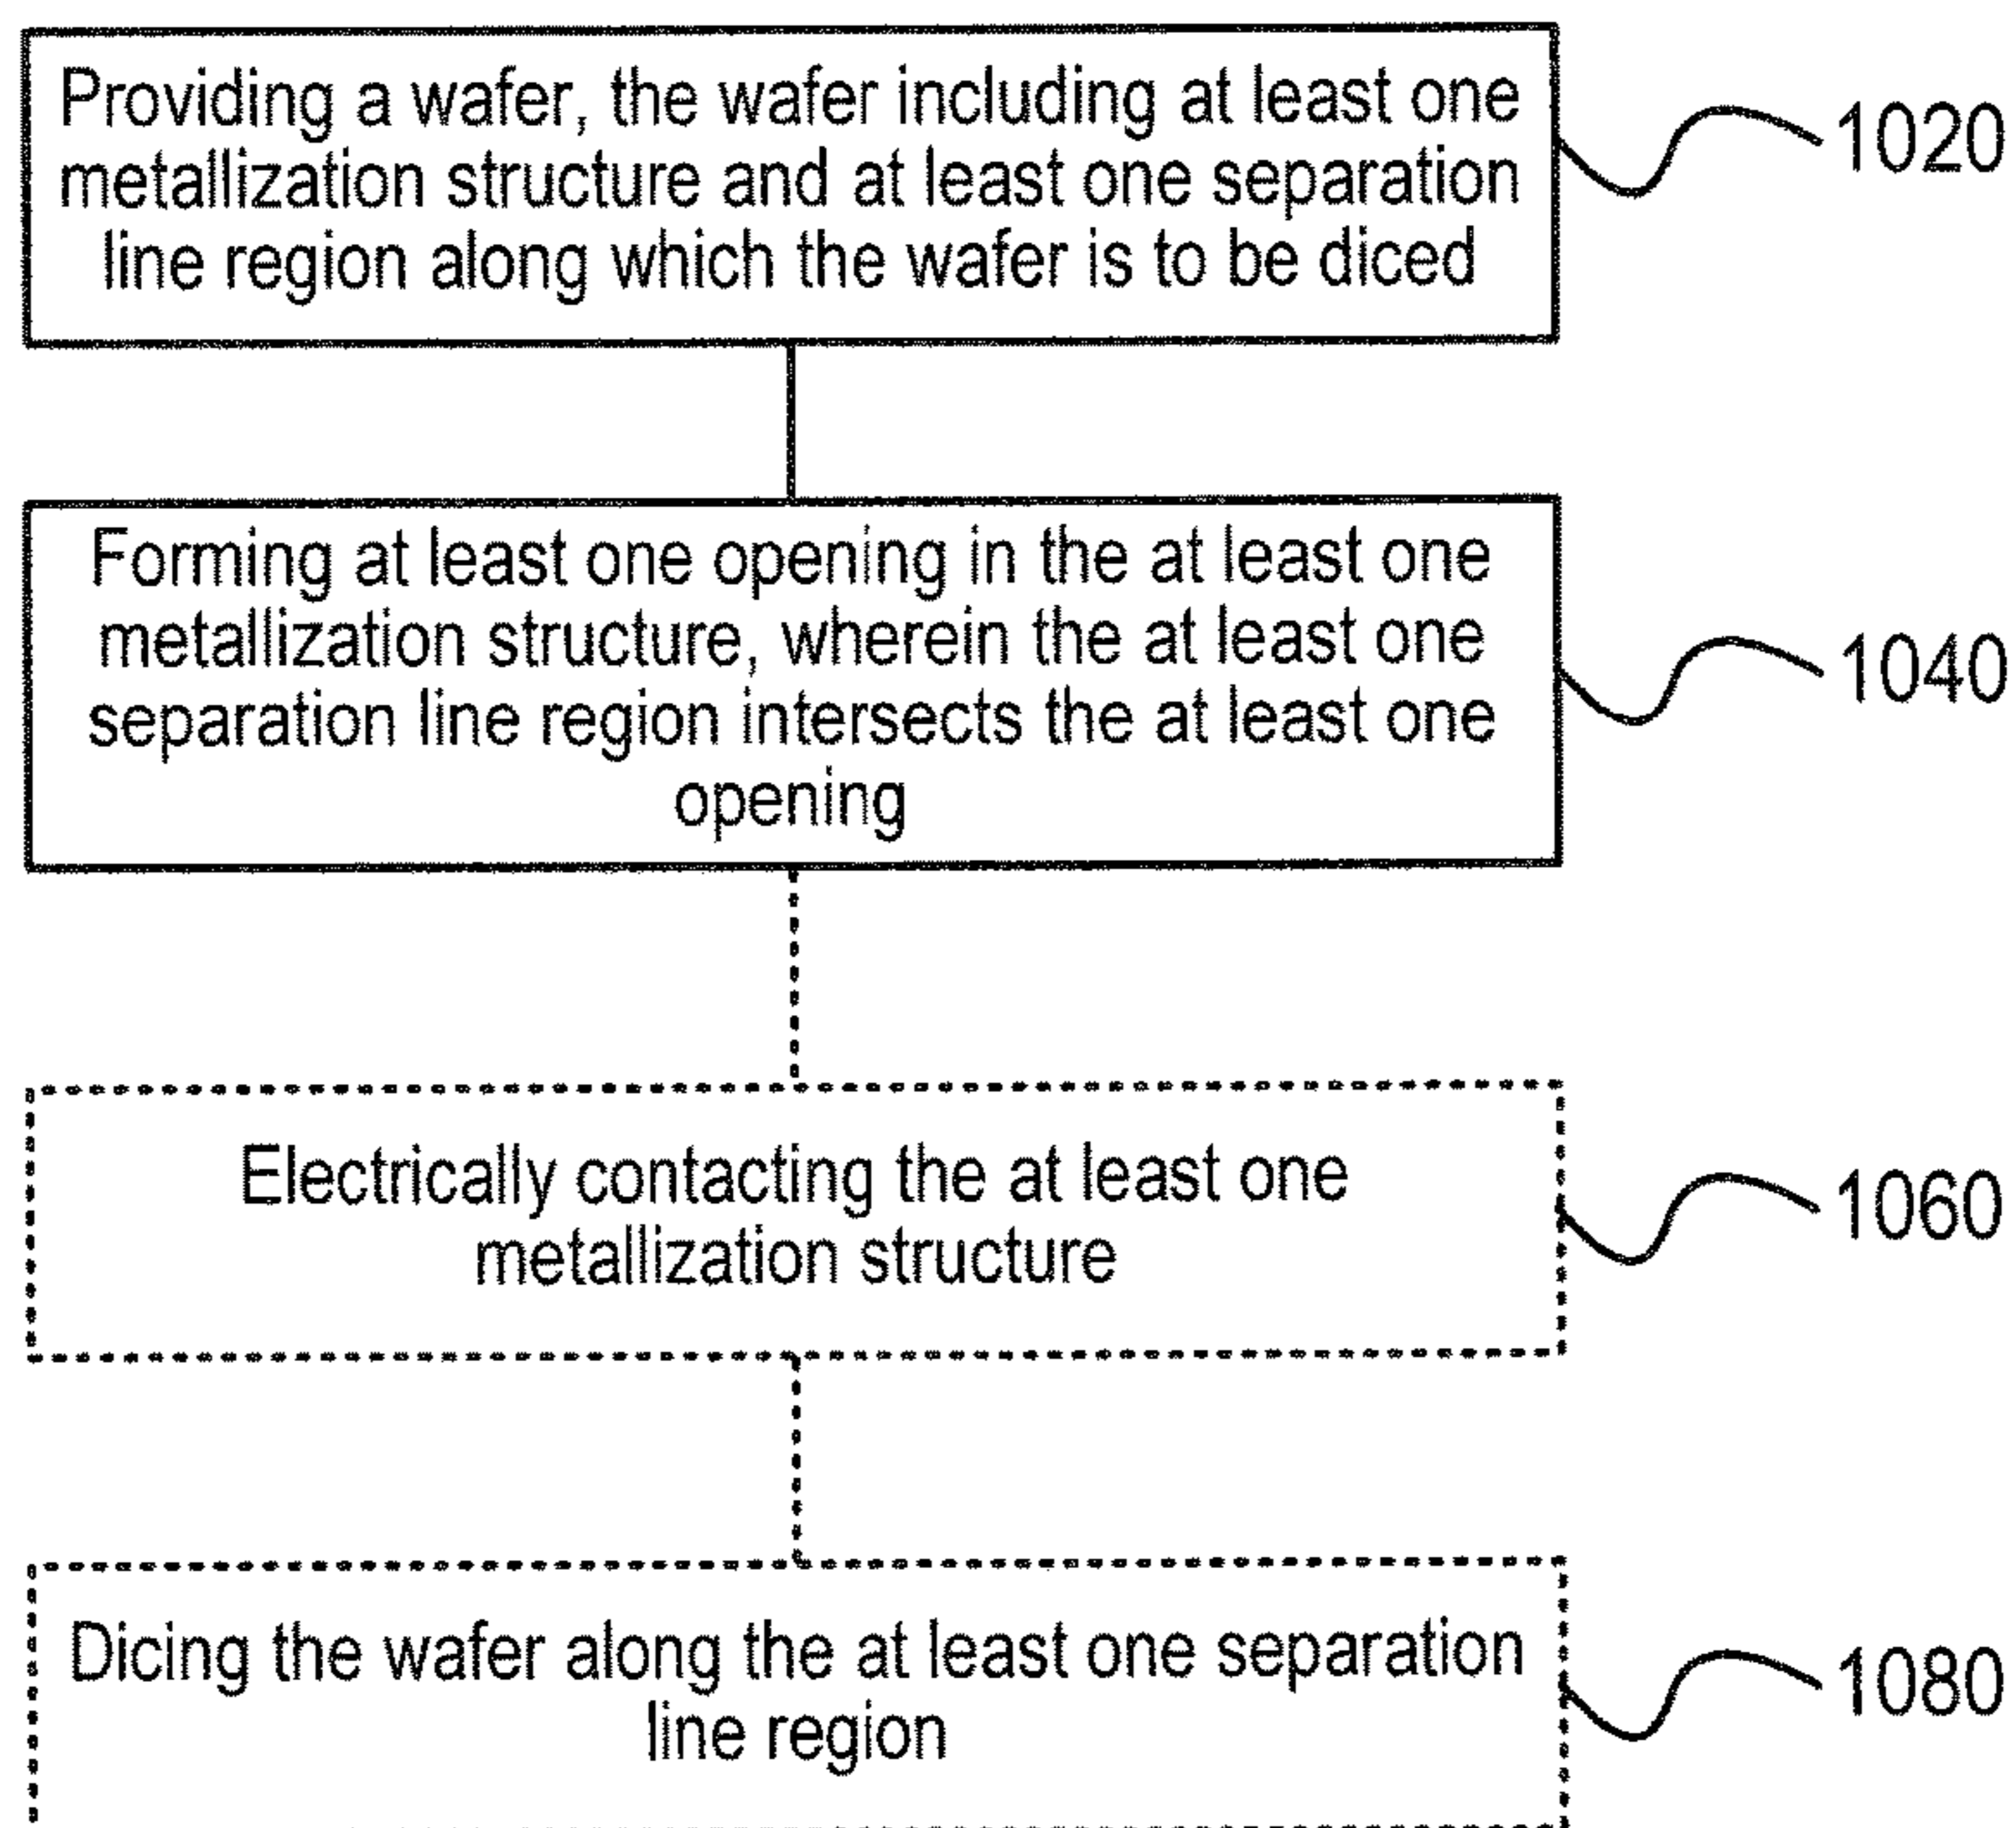 Providing a wafer, the wafer including at least one
metallization structure and at least one separation
line region along which the wafer is to be diced
1020
Forming at least one opening in the at least one
metallization structure, wherein the at least one
separation line region intersects the at least one
opening
1040
Electrically contacting the at least one
metallization structure
1060
Dicing the wafer along the at least one separation
line region
1080